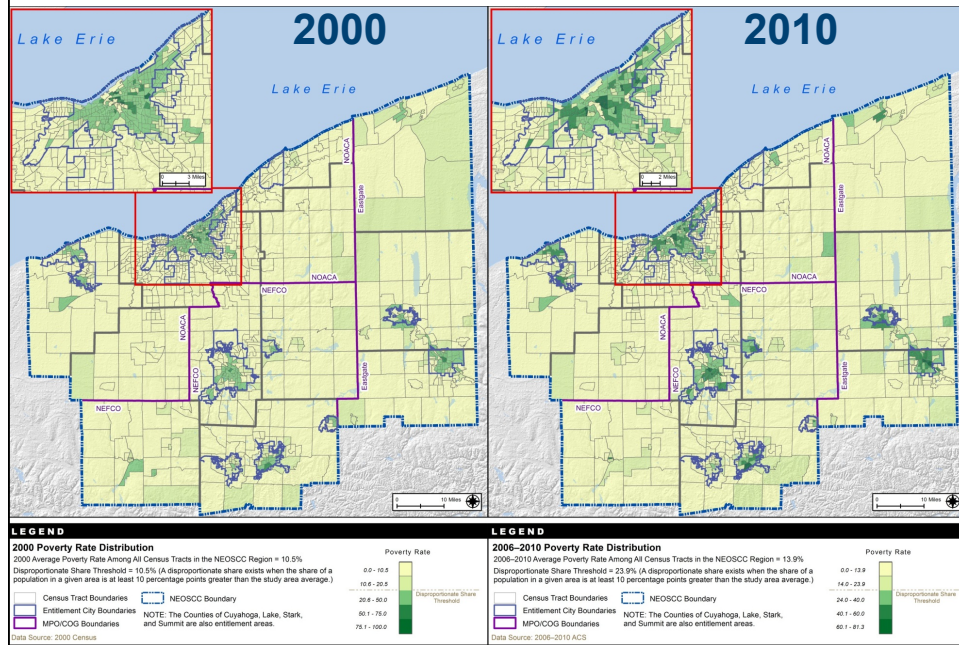 2000
Lake Erie
Lake Erie
0 3 Miles
NOACA
Eastgate
NOACA
NEFCO
NOACA
NEFCO
Eastgate
NEFCO
0 10 Miles
2010
Lake Erie
Lake Erie
0 2 Miles
NOACA
Eastgate
NOACA
NEFCO
NOACA
NEFCO
Eastgate
NEFCO
0 10 Miles
LEGEND
2000 Poverty Rate Distribution
2000 Average Poverty Rate Among All Census Tracts in the NEOSCC Region = 10.5%
Disproportionate Share Threshold = 10.5% (A disproportionate share exists when the share of a
population in a given area is at least 10 percentage points greater than the study area average.)
Census Tract Boundaries
NEOSCC Boundary
Entitlement City Boundaries
NOTE: The Counties of Cuyahoga, Lake, Stark,
MPO/COG Boundaries
and Summit are also entitlement areas.
Data Source: 2000 Census
Poverty Rate
0.0 - 10.5
10.6 - 20.5
Disproportionate Share
Threshold
20.6 - 50.0
50.1 - 75.0
75.1 - 100.0
LEGEND
2006–2010 Poverty Rate Distribution
2006–2010 Average Poverty Rate Among All Census Tracts in the NEOSCC Region = 13.9%
Disproportionate Share Threshold = 23.9% (A disproportionate share exists when the share of a
population in a given area is at least 10 percentage points greater than the study area average.)
Census Tract Boundaries
NEOSCC Boundary
Entitlement City Boundaries
NOTE: The Counties of Cuyahoga, Lake, Stark,
MPO/COG Boundaries
and Summit are also entitlement areas.
Data Source: 2006–2010 ACS
Poverty Rate
0.0 - 13.9
14.0 - 23.9
Disproportionate Share
Threshold
24.0 - 40.0
40.1 - 60.0
60.1 - 81.3